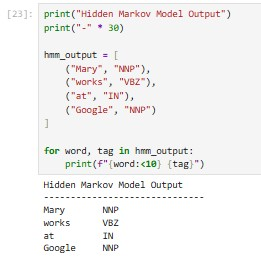 [23]: print("Hidden Markov Model Output")
print("-" * 30)
hmm_output = [
("Mary", "NNP"),
("works", "VBZ"),
("at", "IN"),
("Google", "NNP")
]
for word, tag in hmm_output:
print(f"{word:<10} {tag}")
Hidden Markov Model Output
------------------------------
Mary NNP
works VBZ
at IN
Google NNP